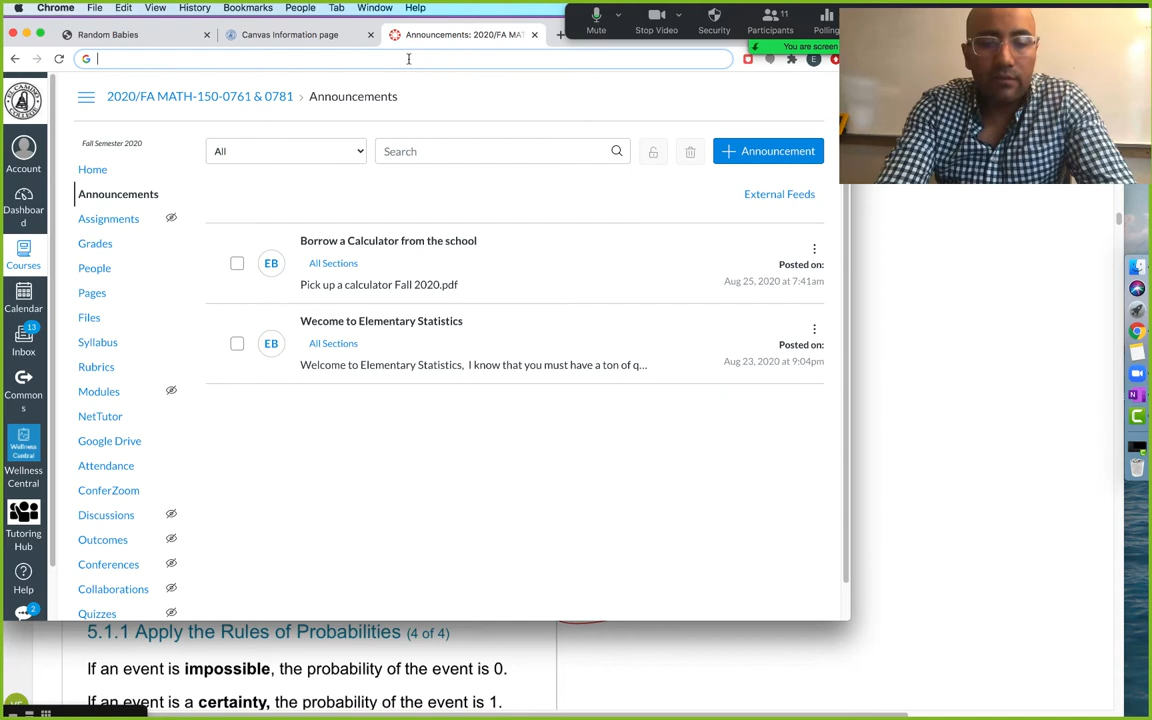 Chrome File Edit View History Bookmarks People Tab Window Help
Mute Stop Video Security Participants 11 Polling
You are screen
Random Babies
Canvas Information page
Announcements: 2020/FA MAT
2020/FA MATH-150-0761 & 0781 › Announcements
Fall Semester 2020
All
Search
+ Announcement
External Feeds
Account
Dashboar
d
Courses
Calendar
13
Inbox
Common
s
Wellness
Central
Wellness
Central
Tutoring
Hub
Help
2
Home
Announcements
Assignments
Grades
People
Pages
Files
Syllabus
Rubrics
Modules
NetTutor
Google Drive
Attendance
ConferZoom
Discussions
Outcomes
Conferences
Collaborations
Quizzes
EB
Borrow a Calculator from the school
All Sections
Pick up a calculator Fall 2020.pdf
Posted on:
Aug 25, 2020 at 7:41am
EB
Wecome to Elementary Statistics
All Sections
Welcome to Elementary Statistics, I know that you must have a ton of q...
Posted on:
Aug 23, 2020 at 9:04pm
5.1.1 Apply the Rules of Probabilities (4 of 4)
If an event is impossible, the probability of the event is 0.
If an event is a certainty, the probability of the event is 1.